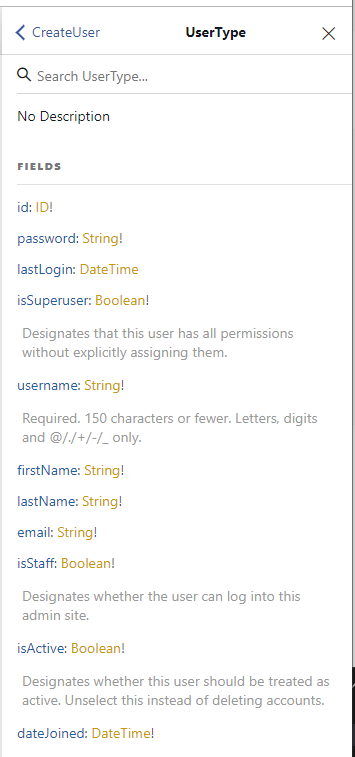 CreateUser
UserType
Search UserType...
No Description
FIELDS
id: ID!
password: String!
lastLogin: DateTime
isSuperuser: Boolean!
Designates that this user has all permissions
without explicitly assigning them.
username: String!
Required. 150 characters or fewer. Letters, digits
and @/./+/-/_ only.
firstName: String!
lastName: String!
email: String!
isStaff: Boolean!
Designates whether the user can log into this
admin site.
isActive: Boolean!
Designates whether this user should be treated as
active. Unselect this instead of deleting accounts.
dateJoined: DateTime!